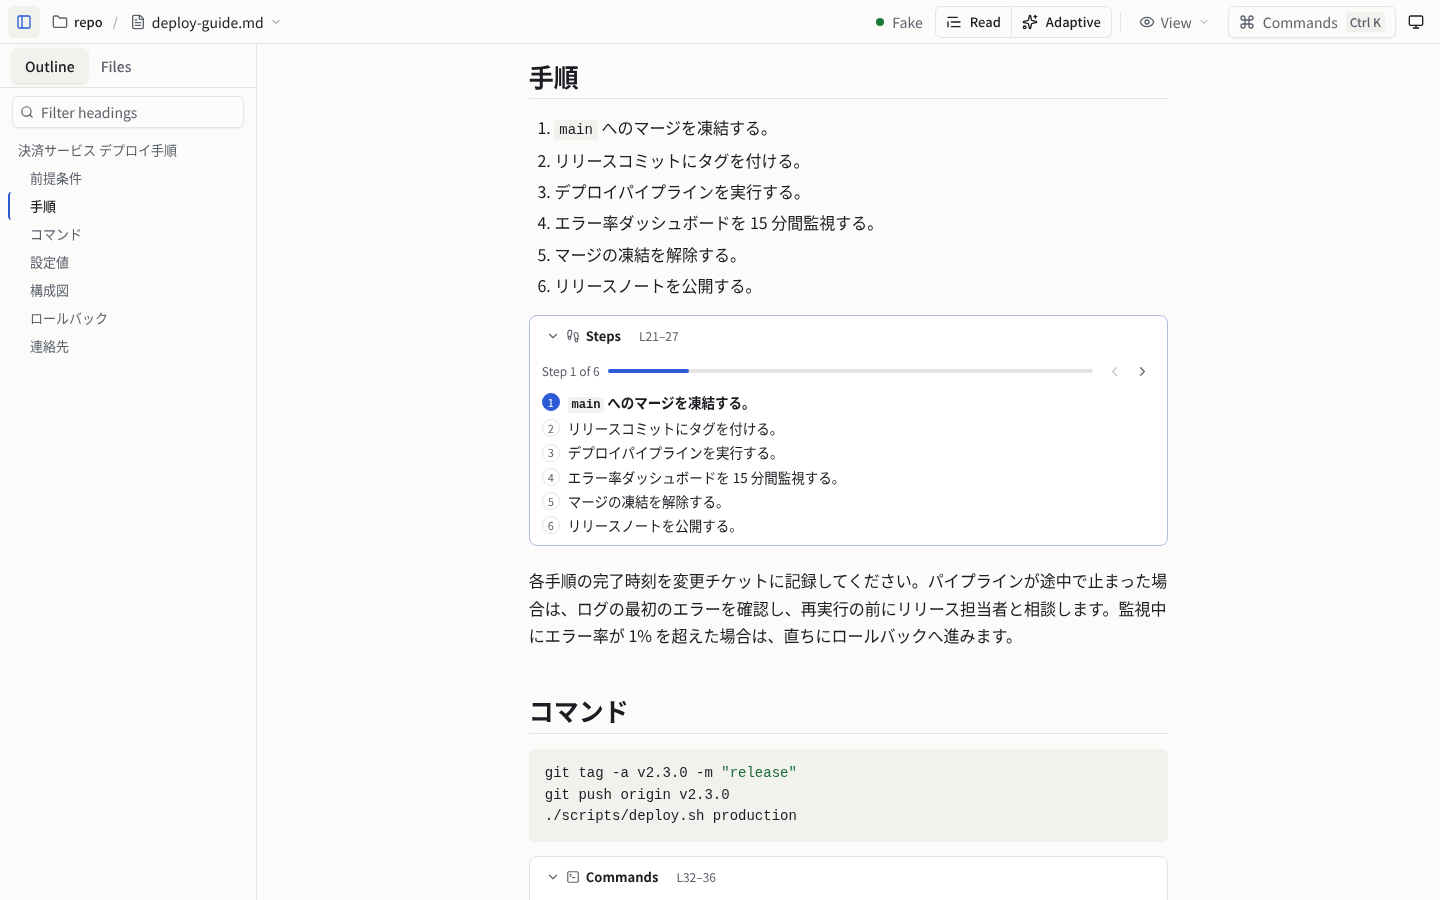 repo / deploy-guide.md
Fake
Read
Adaptive
View
Commands Ctrl K
Outline
Files
Filter headings
決済サービス デプロイ手順
前提条件
手順
コマンド
設定値
構成図
ロールバック
連絡先
手順
1. main へのマージを凍結する。
2. リリースコミットにタグを付ける。
3. デプロイパイプラインを実行する。
4. エラー率ダッシュボードを 15 分間監視する。
5. マージの凍結を解除する。
6. リリースノートを公開する。
Steps L21–27
Step 1 of 6
1 main へのマージを凍結する。
2 リリースコミットにタグを付ける。
3 デプロイパイプラインを実行する。
4 エラー率ダッシュボードを 15 分間監視する。
5 マージの凍結を解除する。
6 リリースノートを公開する。
各手順の完了時刻を変更チケットに記録してください。パイプラインが途中で止まった場
合は、ログの最初のエラーを確認し、再実行の前にリリース担当者と相談します。監視中
にエラー率が 1% を超えた場合は、直ちにロールバックへ進みます。
コマンド
git tag -a v2.3.0 -m "release"
git push origin v2.3.0
./scripts/deploy.sh production
Commands L32–36